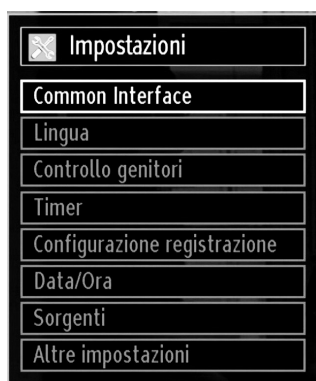 Impostazioni
Common Interface
Lingua
Controllo genitori
Timer
Configurazione registrazione
Data/Ora
Sorgenti
Altre impostazioni